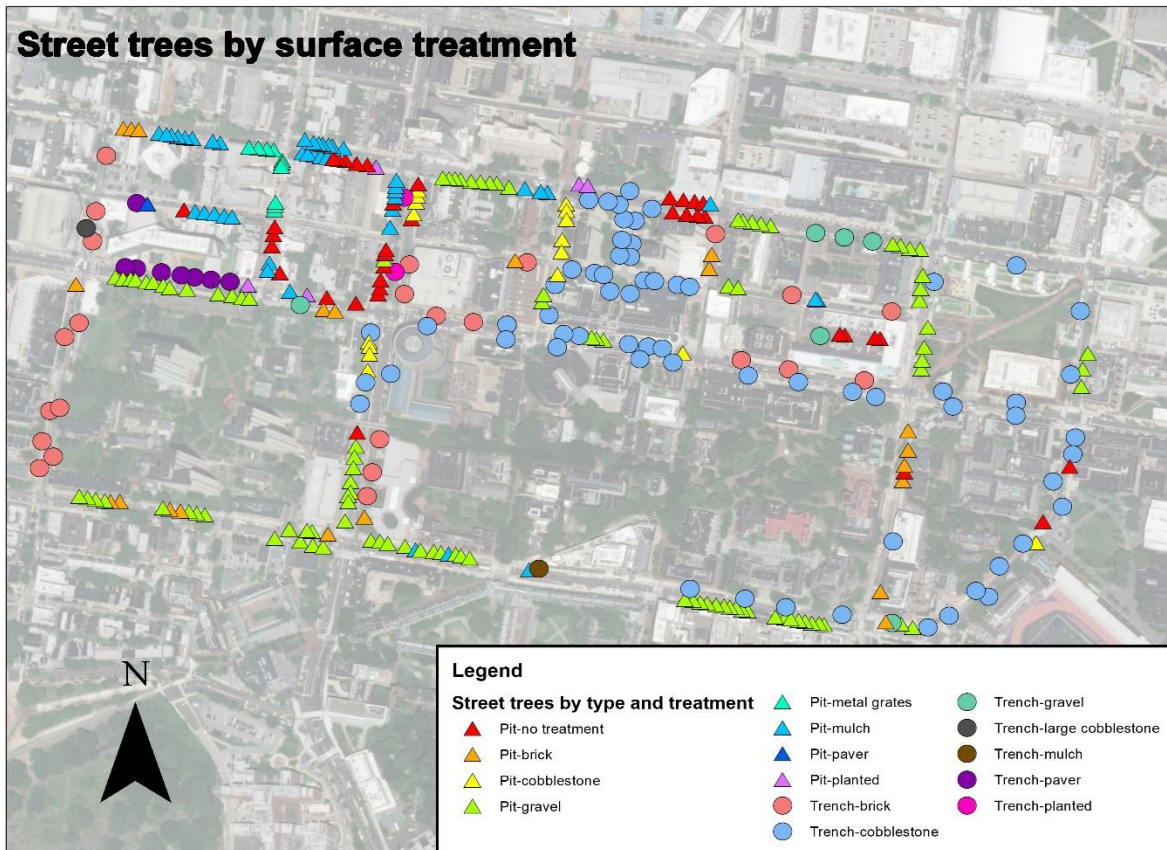 Street trees by surface treatment
N
Legend
Street trees by type and treatment
Pit-no treatment
Pit-brick
Pit-cobblestone
Pit-gravel
Pit-metal grates
Pit-mulch
Pit-paver
Pit-planted
Trench-brick
Trench-cobblestone
Trench-gravel
Trench-large cobblestone
Trench-mulch
Trench-paver
Trench-planted